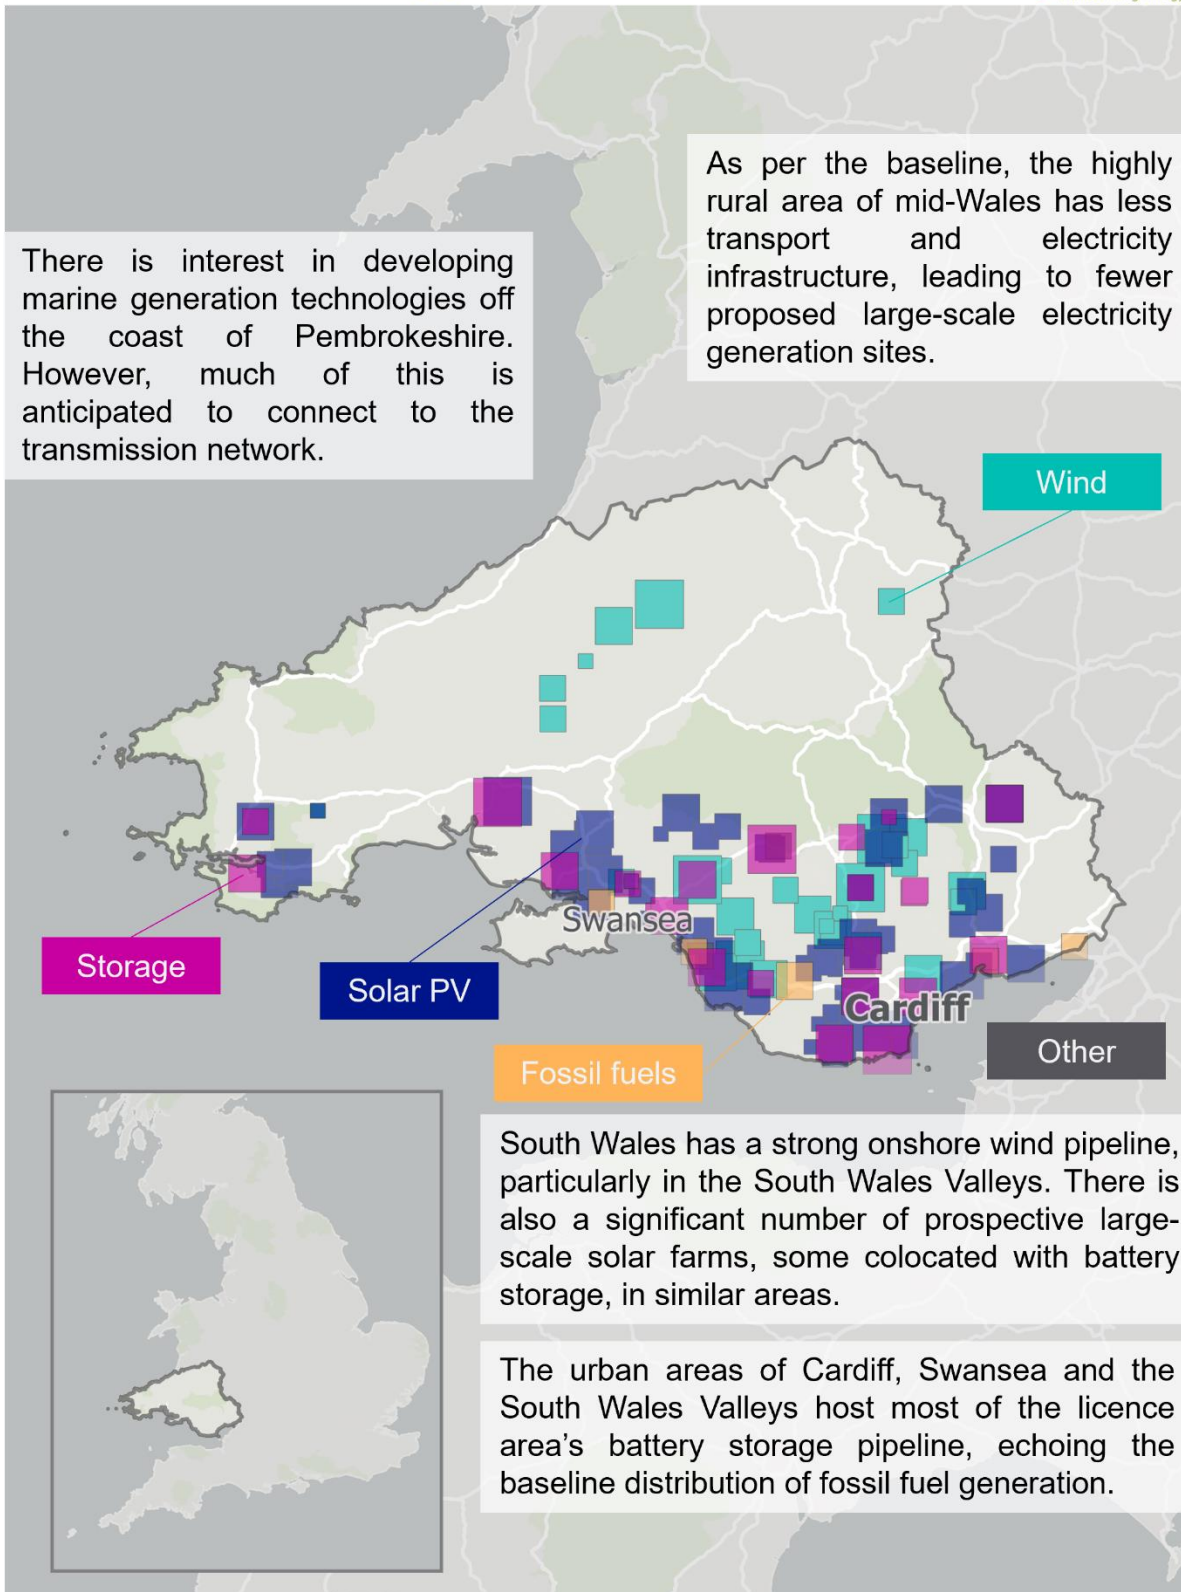 As per the baseline, the highly
rural area of mid-Wales has less
transport and electricity
infrastructure, leading to fewer
proposed large-scale electricity
generation sites.
There is interest in developing
marine generation technologies off
the coast of Pembrokeshire.
However, much of this is
anticipated to connect to the
transmission network.
Wind
Swansea
Storage
Solar PV
Cardiff
Fossil fuels
Other
South Wales has a strong onshore wind pipeline,
particularly in the South Wales Valleys. There is
also a significant number of prospective large-
scale solar farms, some colocated with battery
storage, in similar areas.
The urban areas of Cardiff, Swansea and the
South Wales Valleys host most of the licence
area's battery storage pipeline, echoing the
baseline distribution of fossil fuel generation.